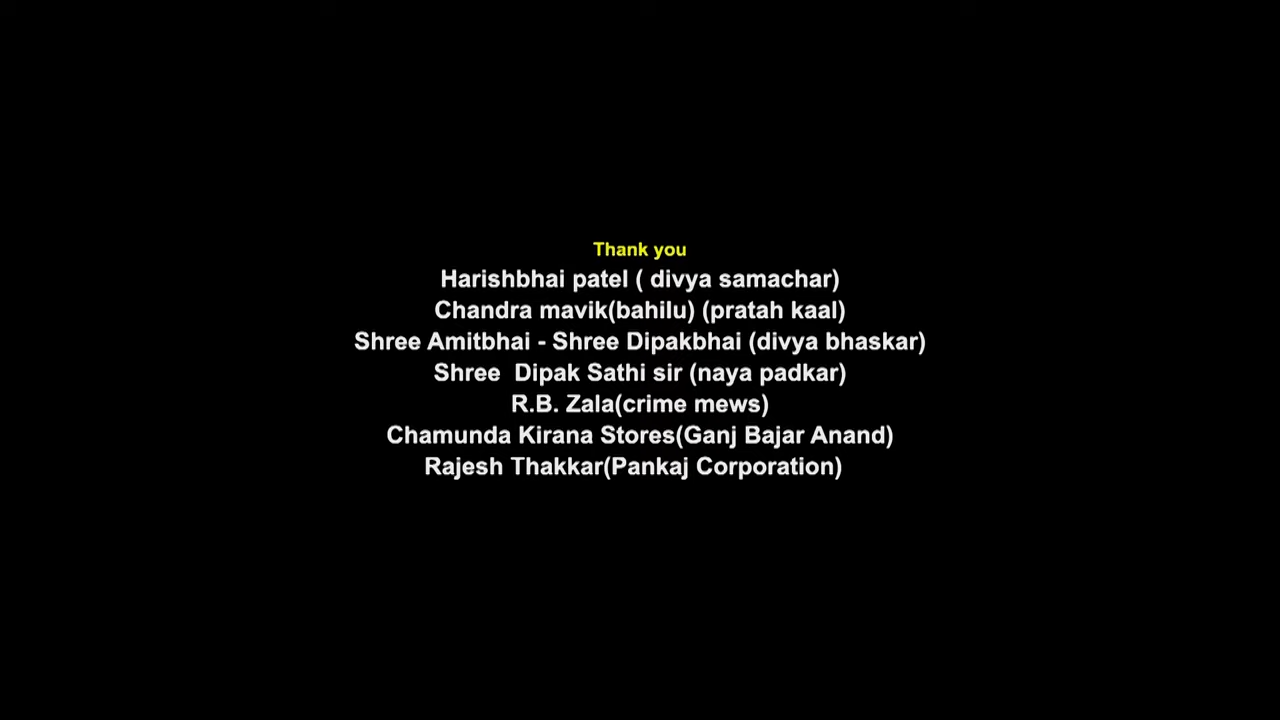 Thank you
Harishbhai patel ( divya samachar)
Chandra mavik(bahilu) (pratah kaal)
Shree Amitbhai - Shree Dipakbhai (divya bhaskar)
Shree  Dipak Sathi sir (naya padkar)
R.B. Zala(crime mews)
Chamunda Kirana Stores(Ganj Bajar Anand)
Rajesh Thakkar(Pankaj Corporation)